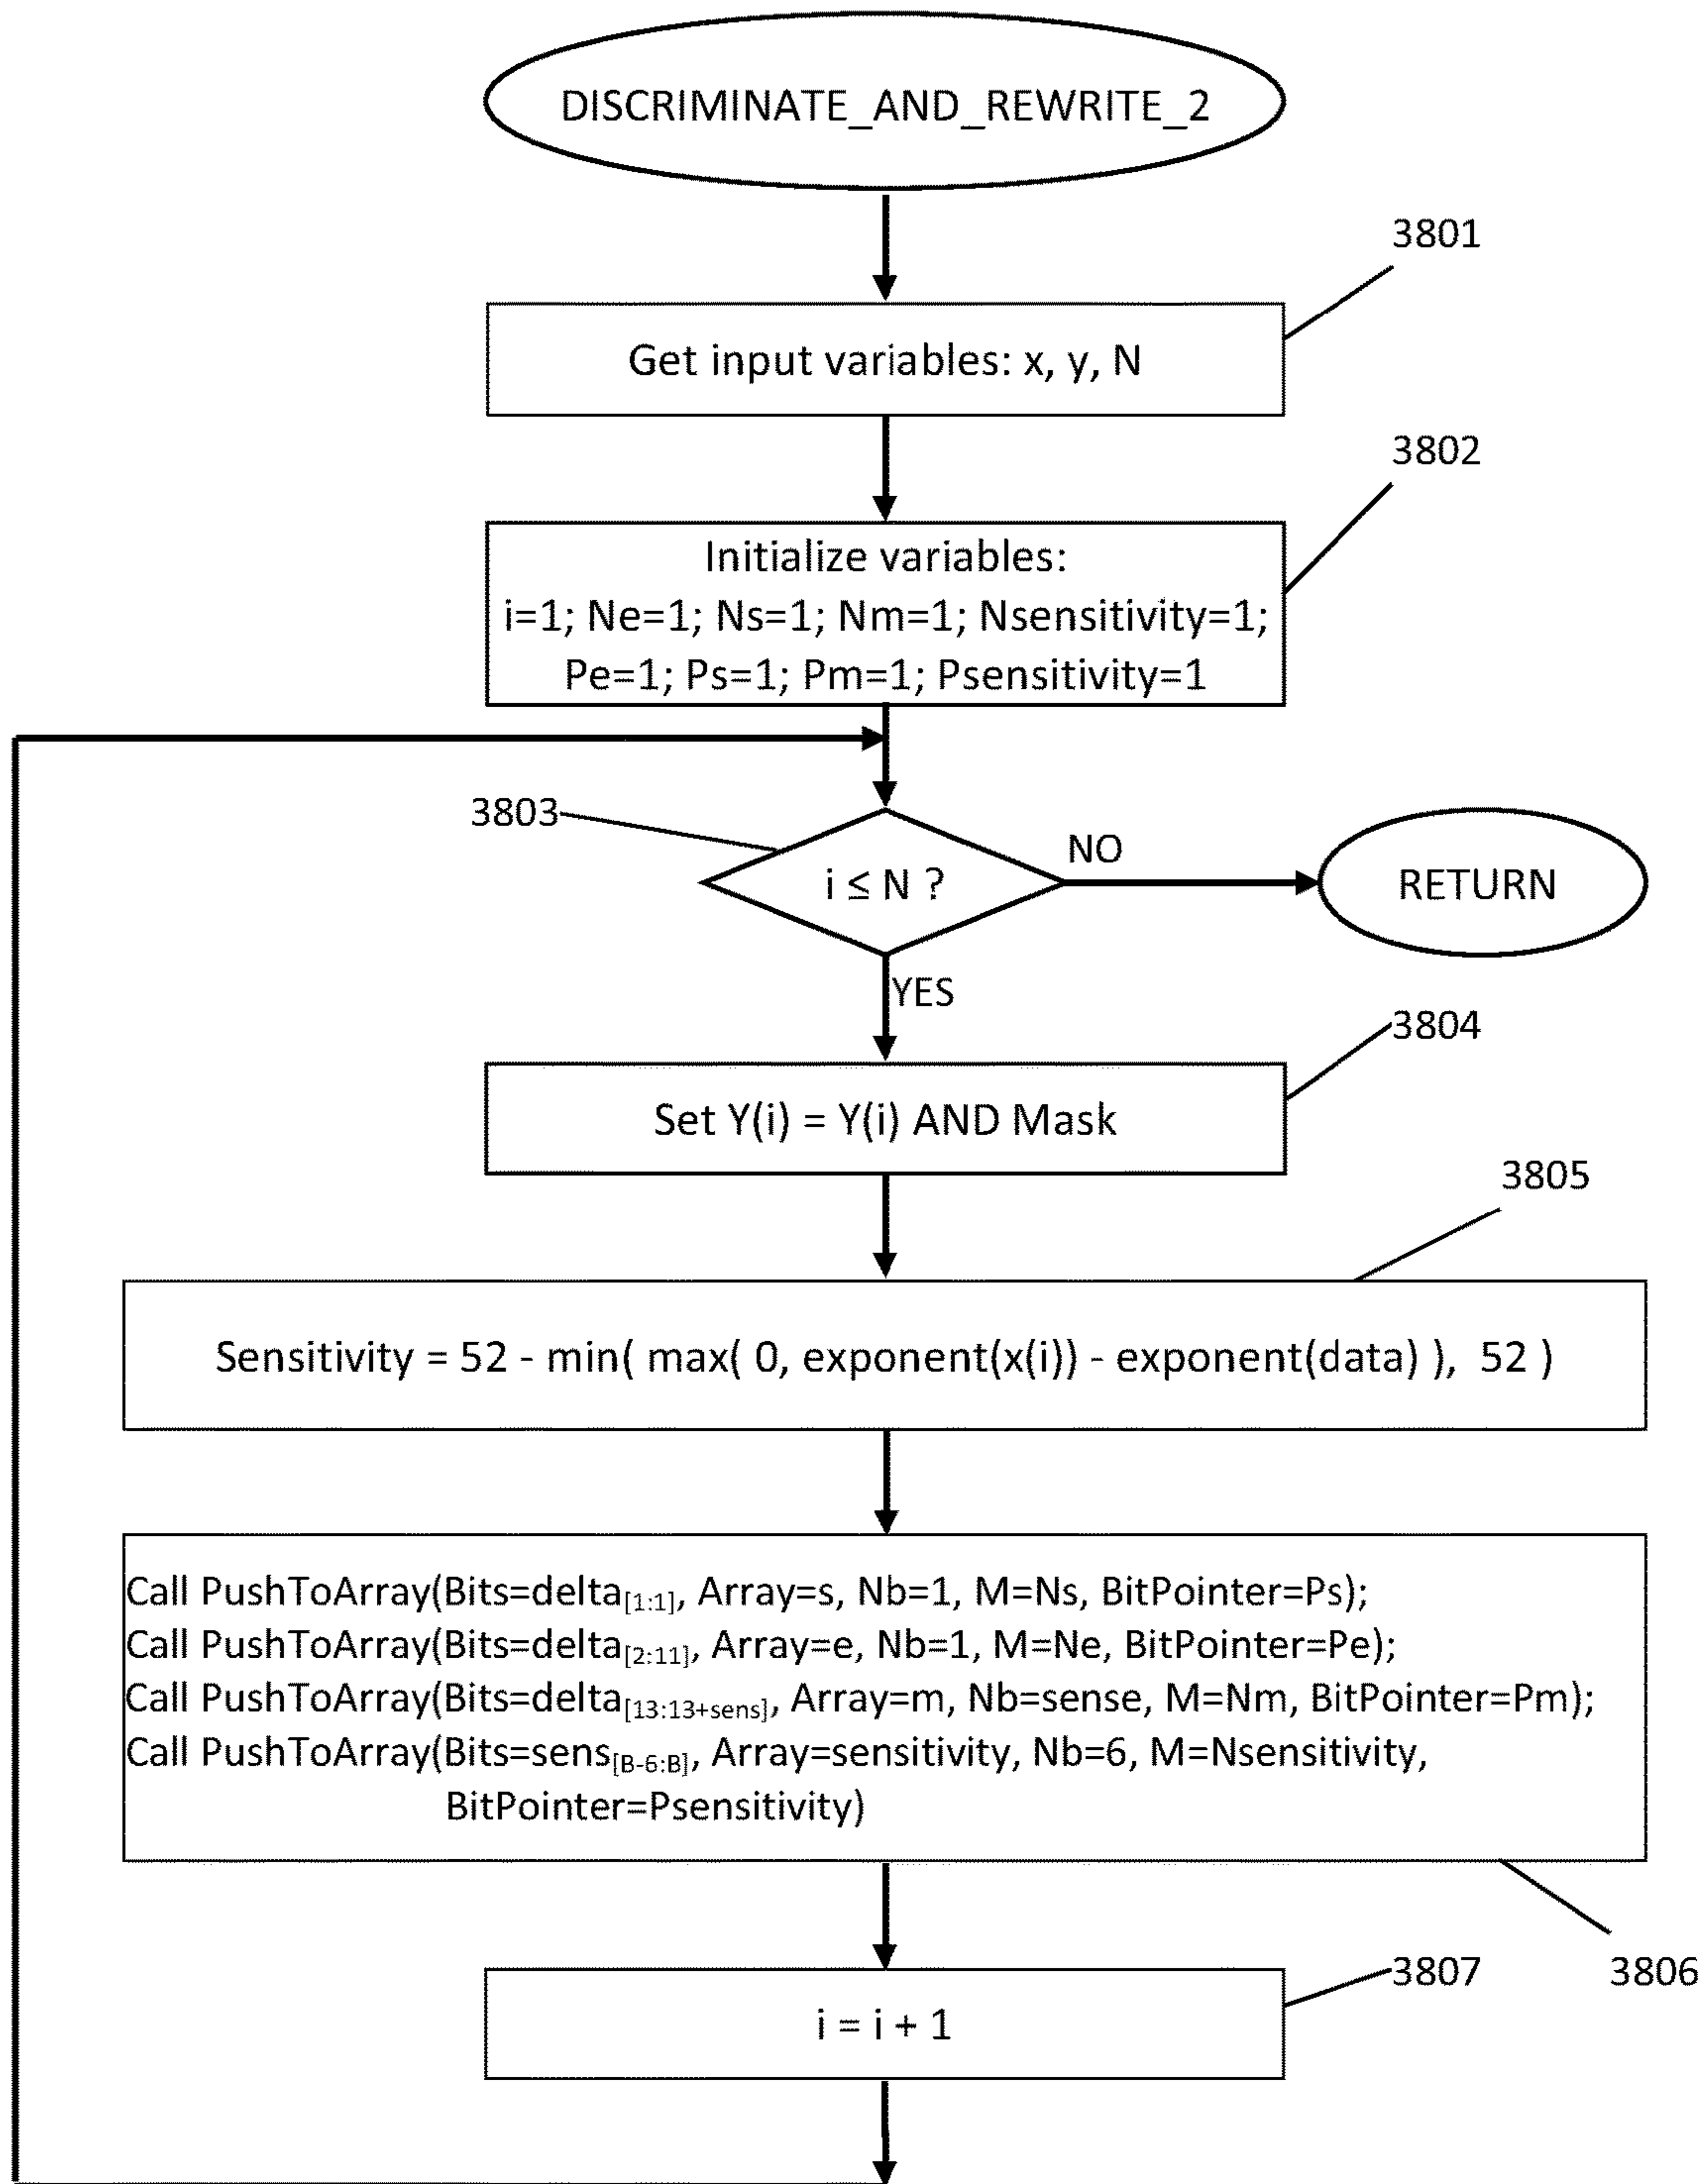 DISCRIMINATE_AND_REWRITE_2
3801
Get input variables: x, y, N
3802
Initialize variables:
i=1; Ne=1; Ns=1; Nm=1; Nsensitivity=1;
Pe=1; Ps=1; Pm=1; Psensitivity=1
3803
i ≤ N ?
NO
RETURN
YES
3804
Set Y(i) = Y(i) AND Mask
3805
Sensitivity = 52 - min( max( 0, exponent(x(i)) - exponent(data) ), 52 )
Call PushToArray(Bits=delta[1:1], Array=s, Nb=1, M=Ns, BitPointer=Ps);
Call PushToArray(Bits=delta[2:11], Array=e, Nb=1, M=Ne, BitPointer=Pe);
Call PushToArray(Bits=delta[13:13+sens], Array=m, Nb=sense, M=Nm, BitPointer=Pm);
Call PushToArray(Bits=sens[B-6:B], Array=sensitivity, Nb=6, M=Nsensitivity,
BitPointer=Psensitivity)
3806
3807
i = i + 1